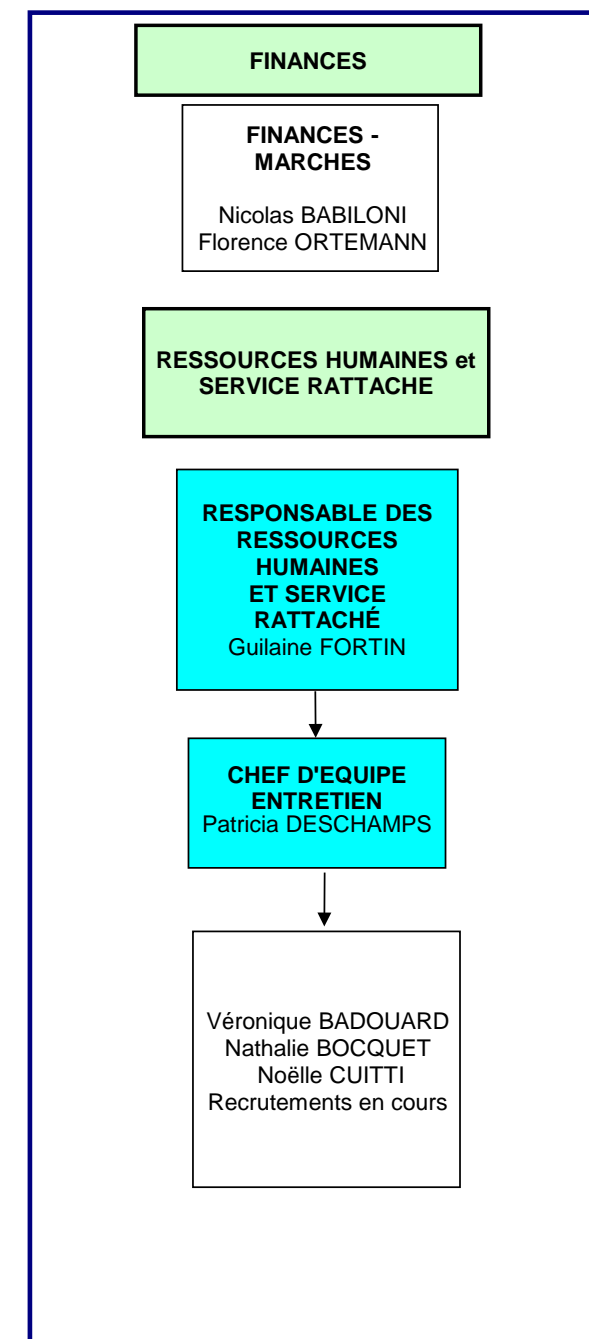 FINANCES
FINANCES -
MARCHES
Nicolas BABILONI
Florence ORTEMANN
RESSOURCES HUMAINES et
SERVICE RATTACHE
RESPONSABLE DES
RESSOURCES
HUMAINES
ET SERVICE
RATTACHÉ
Guilaine FORTIN
CHEF D'EQUIPE
ENTRETIEN
Patricia DESCHAMPS
Véronique BADOUARD
Nathalie BOCQUET
Noëlle CUITTI
Recrutements en cours